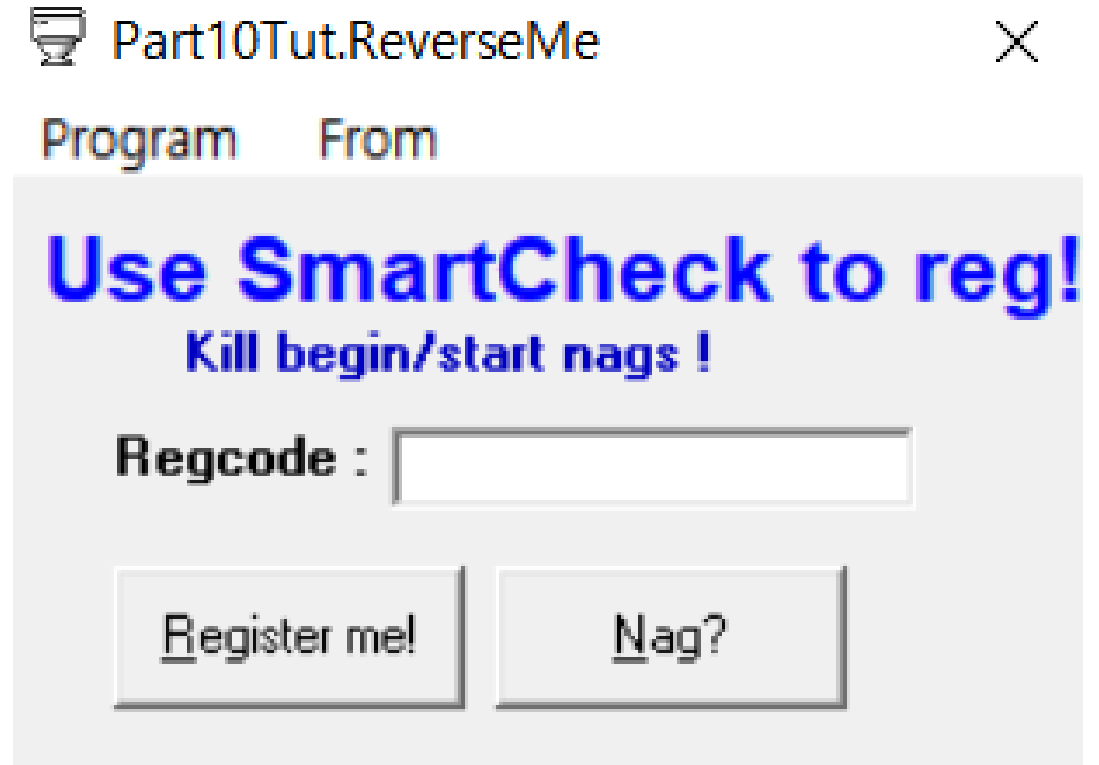 Part10Tut.ReverseMe
Program From
Use SmartCheck to reg!
Kill begin/start nags !
Regcode :
Register me! Nag?